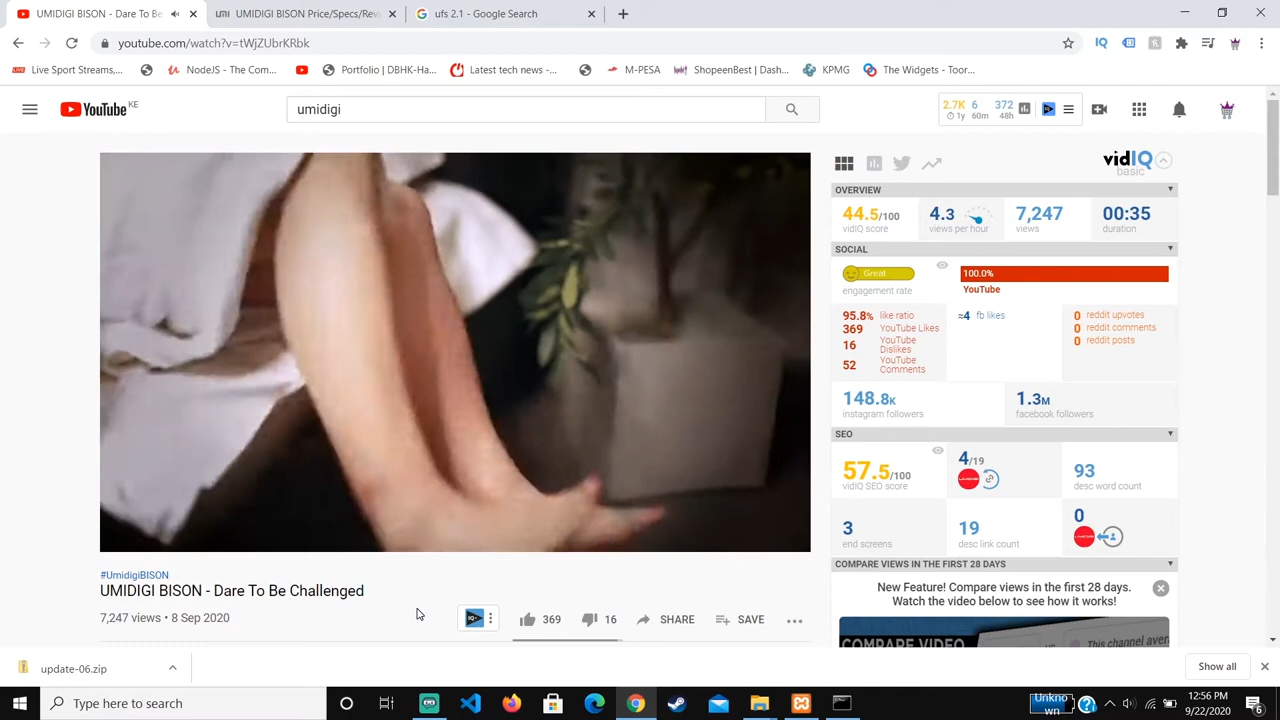 UMIDIGI BISON - Dare To Be
UMIDIGI BISON Price/Specs/Rev
ufs 2.1 - Google Search
youtube.com/watch?v=tWjZUbrKRbk
IQ
Live Sport Streams,...
NodeJS - The Com...
Portfolio | DBHK-Ha...
Latest tech news -...
M-PESA
ShopeenBest | Dash...
KPMG
The Widgets - Toor...
YouTube KE
umidigi
2.7K 6 372
1y 60m 48h
vidIQ
basic
OVERVIEW
44.5/100
vidIQ score
4.3
views per hour
7,247
views
00:35
duration
SOCIAL
Great
engagement rate
100.0%
YouTube
95.8% like ratio
369 YouTube Likes
16 YouTube Dislikes
52 YouTube Comments
≈4 fb likes
0 reddit upvotes
0 reddit comments
0 reddit posts
148.8K
instagram followers
1.3M
facebook followers
SEO
57.5/100
vidIQ SEO score
4/19
93
desc word count
3
end screens
19
desc link count
0
COMPARE VIEWS IN THE FIRST 28 DAYS
New Feature! Compare views in the first 28 days.
Watch the video below to see how it works!
COMPARE VIDEO
This channel aver
#UmidigiBISON
UMIDIGI BISON - Dare To Be Challenged
7,247 views • 8 Sep 2020
369
16
SHARE
SAVE
update-06.zip
Show all
Type here to search
Unkno
wn
12:56 PM
9/22/2020
6